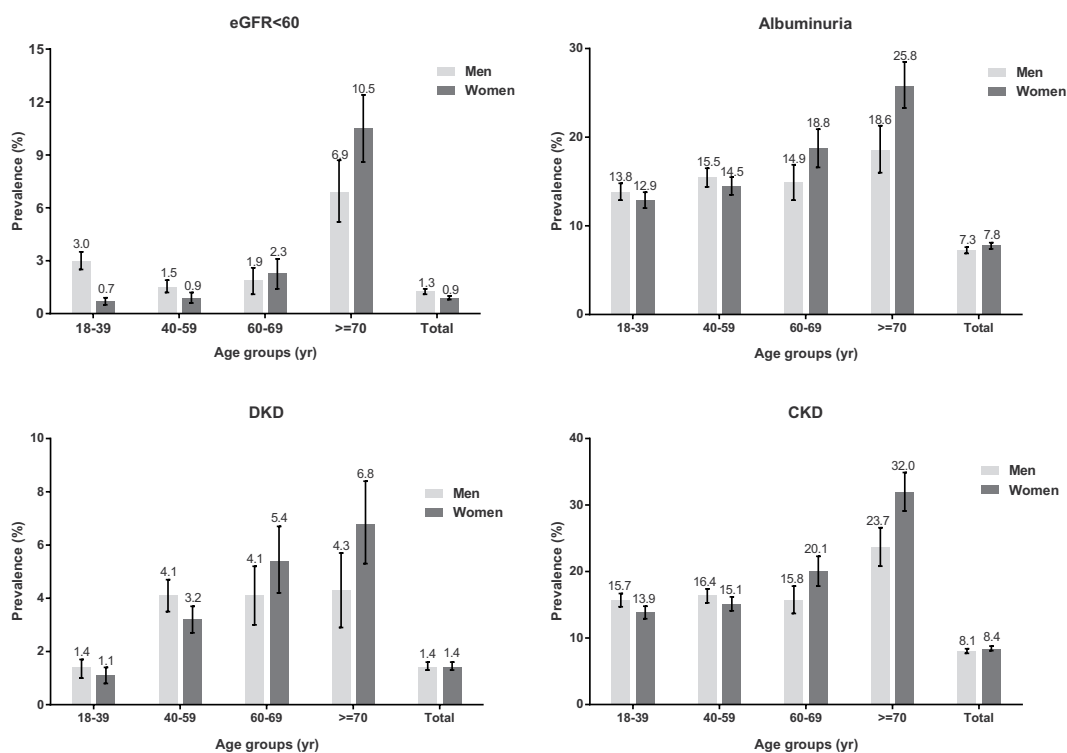 eGFR<60
15
12
9
6
3
0
Prevalence (%)
Men
Women
3.0
0.7
1.5
0.9
1.9
2.3
6.9
10.5
1.3
0.9
18-39 40-59 60-69 >=70 Total
Age groups (yr)
Albuminuria
30
20
10
0
Prevalence (%)
Men
Women
13.8
12.9
15.5
14.5
14.9
18.8
18.6
25.8
7.3
7.8
18-39 40-59 60-69 >=70 Total
Age groups (yr)
DKD
10
8
6
4
2
0
Prevalence (%)
Men
Women
1.4
1.1
4.1
3.2
4.1
5.4
4.3
6.8
1.4
1.4
18-39 40-59 60-69 >=70 Total
Age groups (yr)
CKD
40
30
20
10
0
Prevalence (%)
Men
Women
15.7
13.9
16.4
15.1
15.8
20.1
23.7
32.0
8.1
8.4
18-39 40-59 60-69 >=70 Total
Age groups (yr)